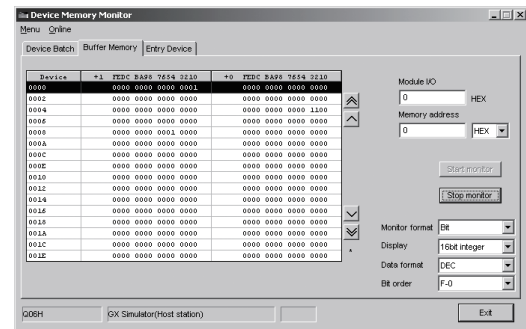 Device Memory Monitor
Menu Online
Device Batch Buffer Memory Entry Device
Device +1 FEDC BA98 7654 3210 +0 FEDC BA98 7654 3210
0000 0000 0000 0000 0001 0000 0000 0000 0000
0002 0000 0000 0000 0000 0000 0000 0000 0000
0004 0000 0000 0000 0000 0000 0000 0000 1100
0006 0000 0000 0000 0000 0000 0000 0000 0000
0008 0000 0000 0001 0000 0000 0000 0000 0000
000A 0000 0000 0000 0000 0000 0000 0000 0000
000C 0000 0000 0000 0000 0000 0000 0000 0000
000E 0000 0000 0000 0000 0000 0000 0000 0000
0010 0000 0000 0000 0000 0000 0000 0000 0000
0012 0000 0000 0000 0000 0000 0000 0000 0000
0014 0000 0000 0000 0000 0000 0000 0000 0000
0016 0000 0000 0000 0000 0000 0000 0000 0000
0018 0000 0000 0000 0000 0000 0000 0000 0000
001A 0000 0000 0000 0000 0000 0000 0000 0000
001C 0000 0000 0000 0000 0000 0000 0000 0000
001E 0000 0000 0000 0000 0000 0000 0000 0000
Module I/O
0 HEX
Memory address
0 HEX
Start monitor
Stop monitor
Monitor format Bit
Display 16bit integer
Data format DEC
Bit order F-0
Q06H GX Simulator(Host station) Exit